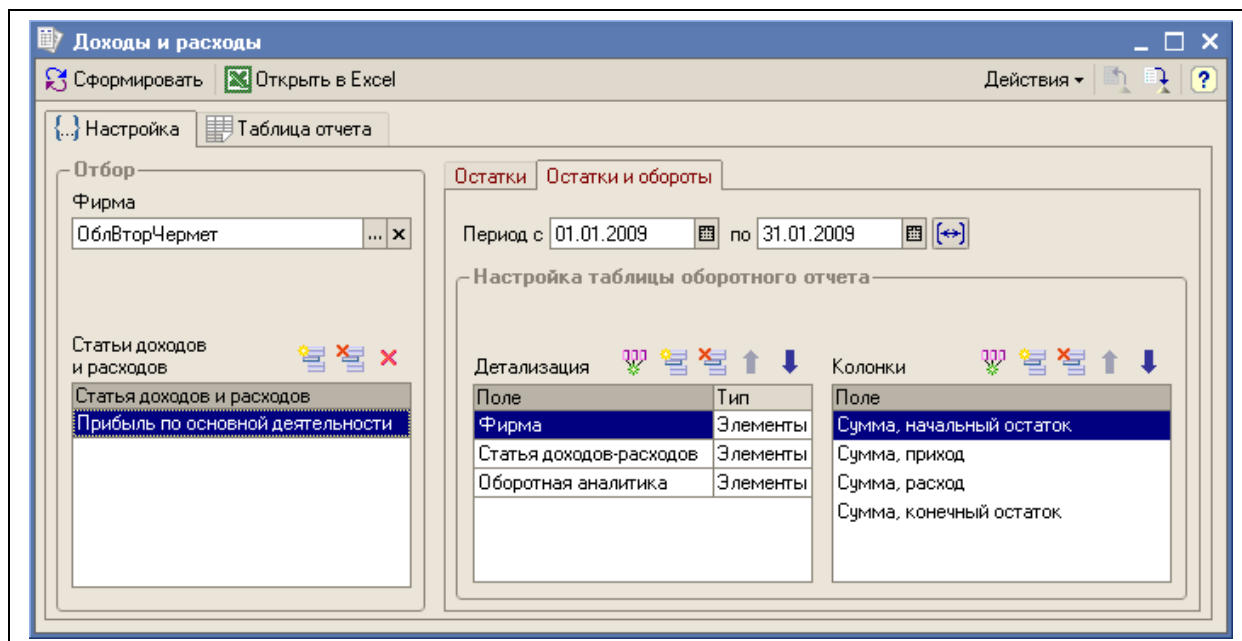 Доходы и расходы
Сформировать Открыть в Excel Действия ?
{...} Настройка Таблица отчета
Отбор
Фирма
ОблВторЧермет ... x
Статьи доходов
и расходов
Статья доходов и расходов
Прибыль по основной деятельности
Остатки Остатки и обороты
Период с 01.01.2009 по 31.01.2009
Настройка таблицы оборотного отчета
Детализация Колонки
Поле Тип Поле
Фирма Элементы Сумма, начальный остаток
Статья доходов-расходов Элементы Сумма, приход
Оборотная аналитика Элементы Сумма, расход
Сумма, конечный остаток